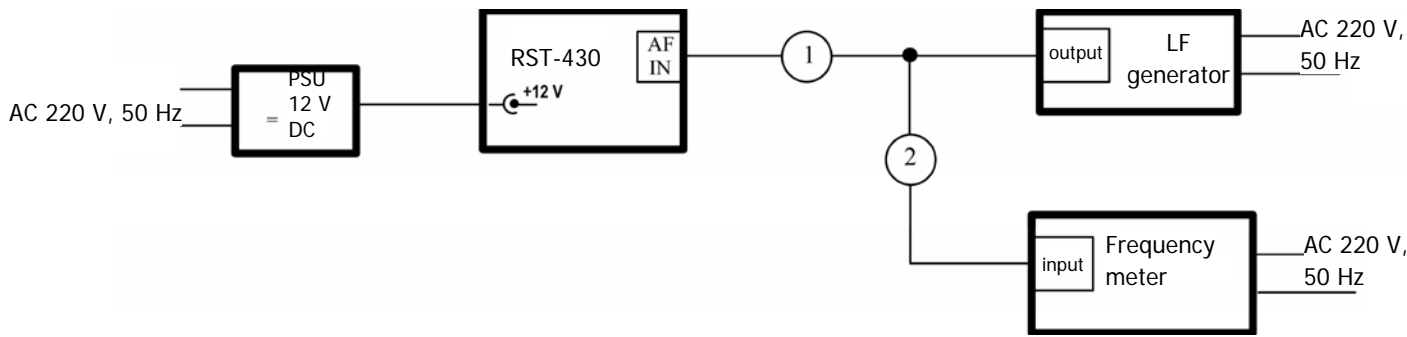 AC 220 V, 50 Hz
PSU
12 V
= DC
RST-430
+12 V
AF
IN
1
2
output
LF
generator
AC 220 V,
50 Hz
input
Frequency
meter
AC 220 V,
50 Hz